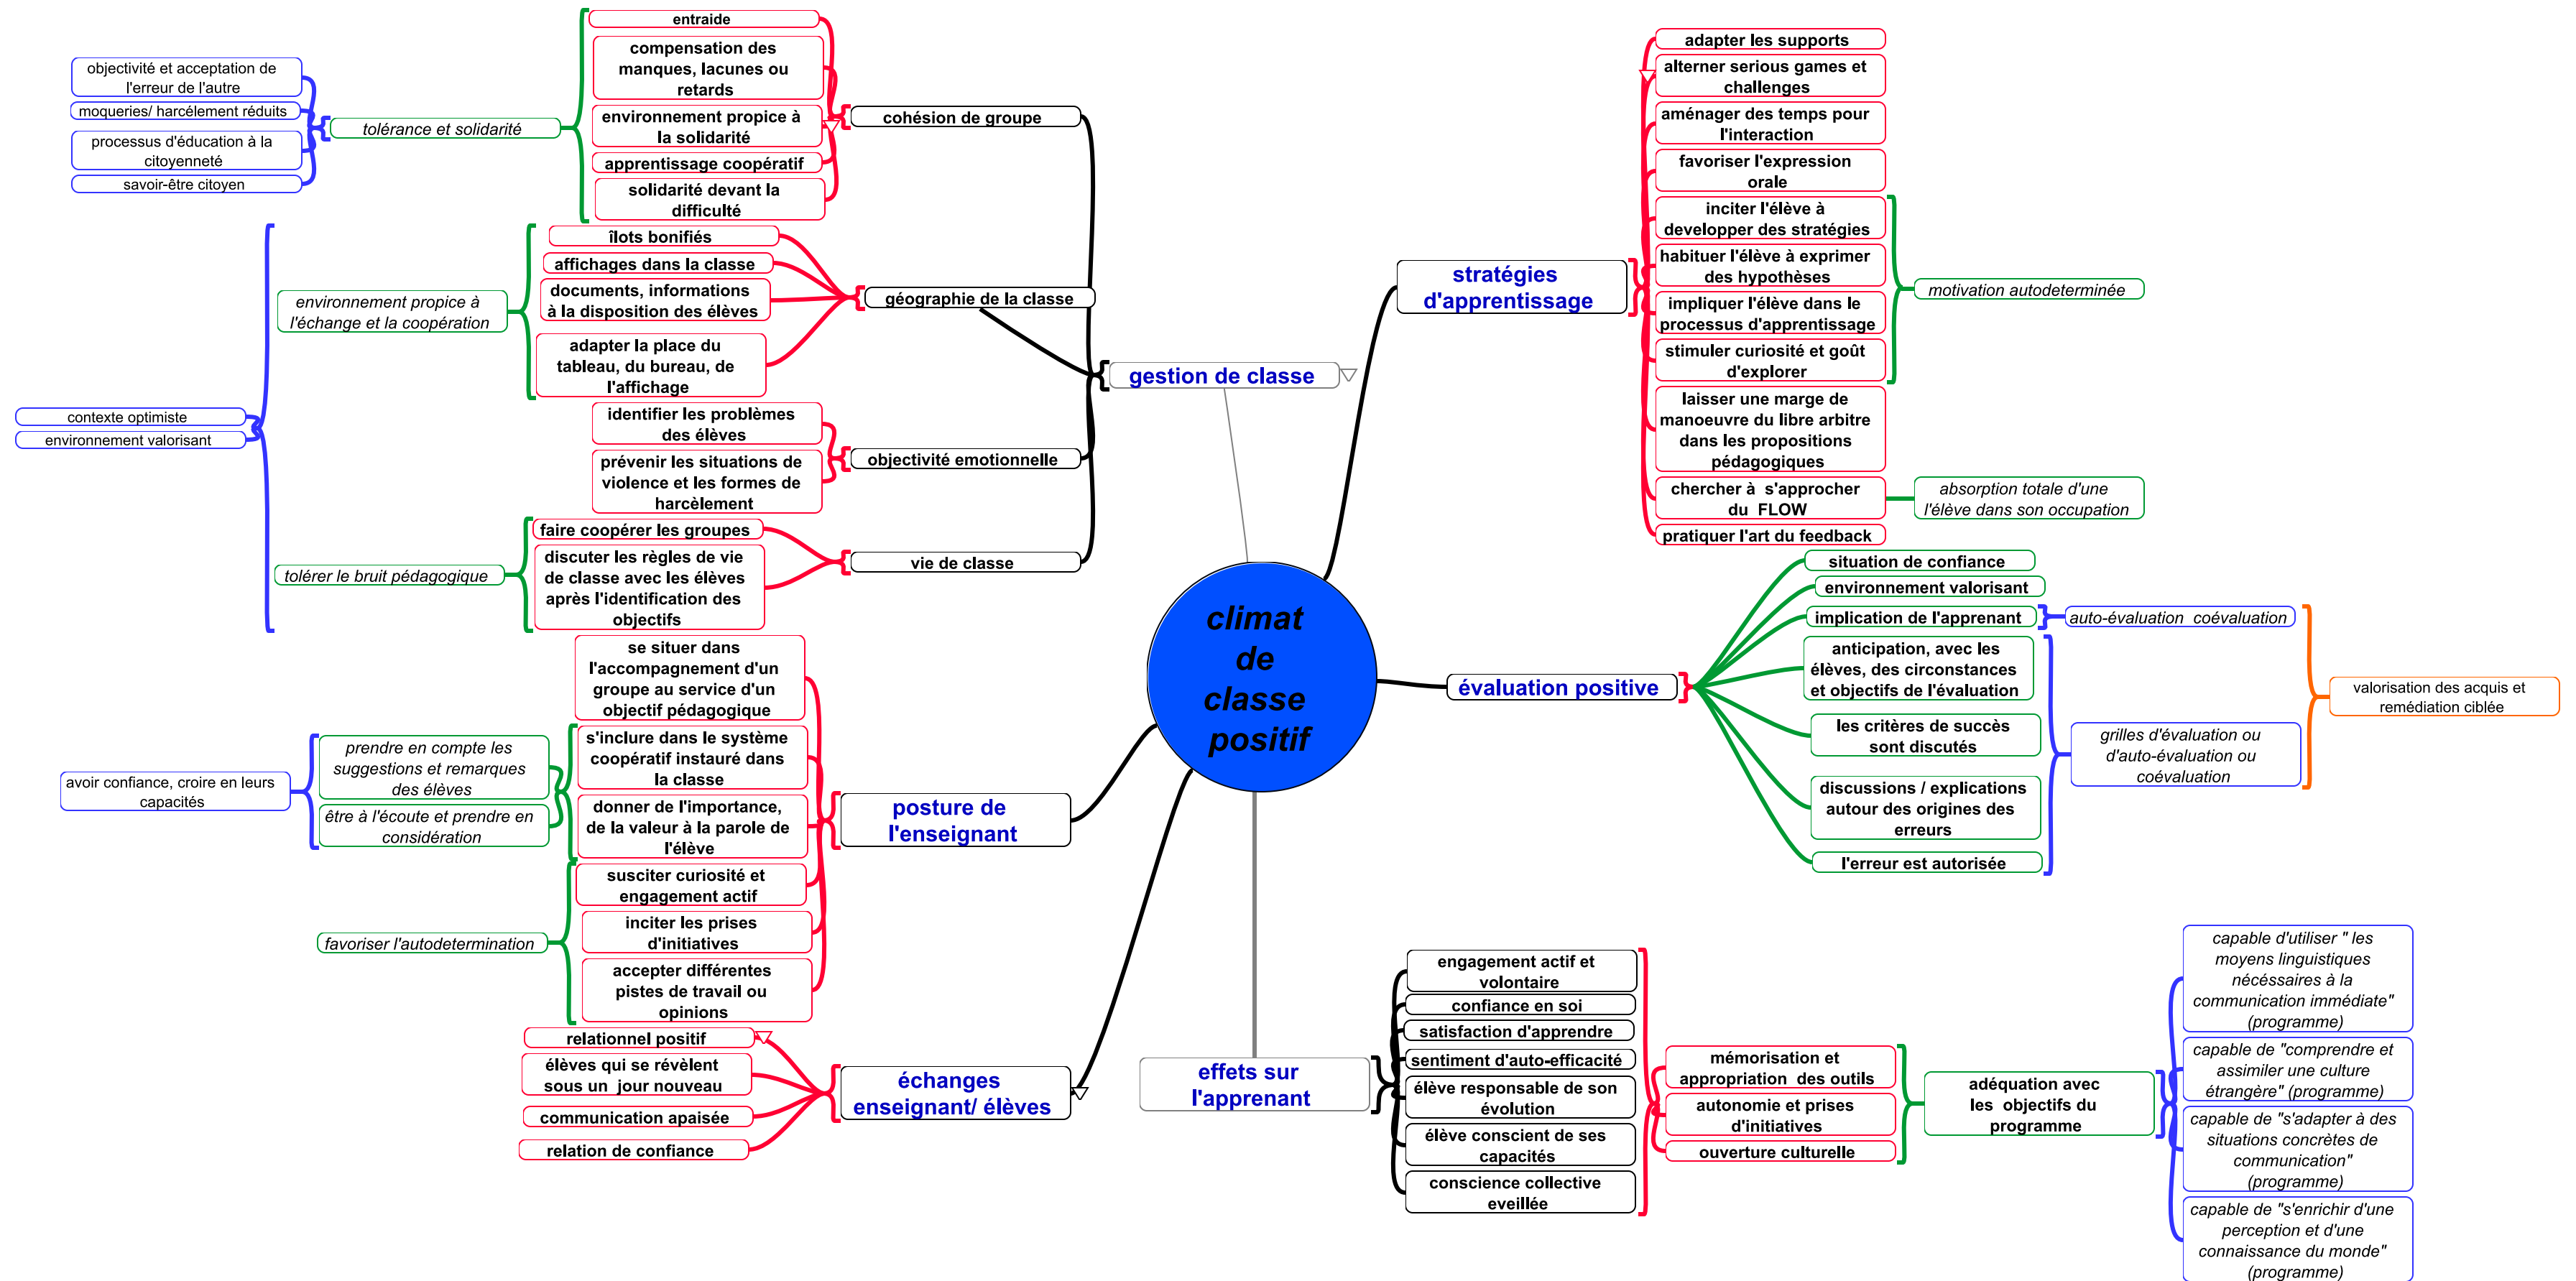 entraide
compensation des
manques, lacunes ou
retards
environnement propice à
la solidarité
apprentissage coopératif
solidarité devant la
difficulté
cohésion de groupe
objectivité et acceptation de
l'erreur de l'autre
moqueries/ harcélement réduits
processus d'éducation à la
citoyenneté
savoir-être citoyen
tolérance et solidarité
îlots bonifiés
affichages dans la classe
documents, informations
à la disposition des élèves
adapter la place du
tableau, du bureau, de
l'affichage
géographie de la classe
environnement propice à
l'échange et la coopération
gestion de classe
contexte optimiste
environnement valorisant
identifier les problèmes
des élèves
prévenir les situations de
violence et les formes de
harcèlement
objectivité emotionnelle
faire coopérer les groupes
discuter les règles de vie
de classe avec les élèves
après l'identification des
objectifs
vie de classe
tolérer le bruit pédagogique
climat
de
classe
positif
se situer dans
l'accompagnement d'un
groupe au service d'un
objectif pédagogique
s'inclure dans le système
coopératif instauré dans
la classe
donner de l'importance,
de la valeur à la parole de
l'élève
susciter curiosité et
engagement actif
inciter les prises
d'initiatives
accepter différentes
pistes de travail ou
opinions
posture de
l'enseignant
prendre en compte les
suggestions et remarques
des élèves
être à l'écoute et prendre en
considération
avoir confiance, croire en leurs
capacités
favoriser l'autodetermination
relationnel positif
élèves qui se révèlent
sous un jour nouveau
communication apaisée
relation de confiance
échanges
enseignant/ élèves
stratégies
d'apprentissage
adapter les supports
alterner serious games et
challenges
aménager des temps pour
l'interaction
favoriser l'expression
orale
inciter l'élève à
developper des stratégies
habituer l'élève à exprimer
des hypothèses
impliquer l'élève dans le
processus d'apprentissage
stimuler curiosité et goût
d'explorer
laisser une marge de
manoeuvre du libre arbitre
dans les propositions
pédagogiques
chercher à s'approcher
du FLOW
pratiquer l'art du feedback
motivation autodeterminée
absorption totale d'une
l'élève dans son occupation
évaluation positive
situation de confiance
environnement valorisant
implication de l'apprenant
anticipation, avec les
élèves, des circonstances
et objectifs de l'évaluation
les critères de succès
sont discutés
discussions / explications
autour des origines des
erreurs
l'erreur est autorisée
auto-évaluation coévaluation
grilles d'évaluation ou
d'auto-évaluation ou
coévaluation
valorisation des acquis et
remédiation ciblée
effets sur
l'apprenant
engagement actif et
volontaire
confiance en soi
satisfaction d'apprendre
sentiment d'auto-efficacité
élève responsable de son
évolution
élève conscient de ses
capacités
conscience collective
eveillée
mémorisation et
appropriation des outils
autonomie et prises
d'initiatives
ouverture culturelle
adéquation avec
les objectifs du
programme
capable d'utiliser " les
moyens linguistiques
nécéssaires à la
communication immédiate"
(programme)
capable de "comprendre et
assimiler une culture
étrangère" (programme)
capable de "s'adapter à des
situations concrètes de
communication"
(programme)
capable de "s'enrichir d'une
perception et d'une
connaissance du monde"
(programme)